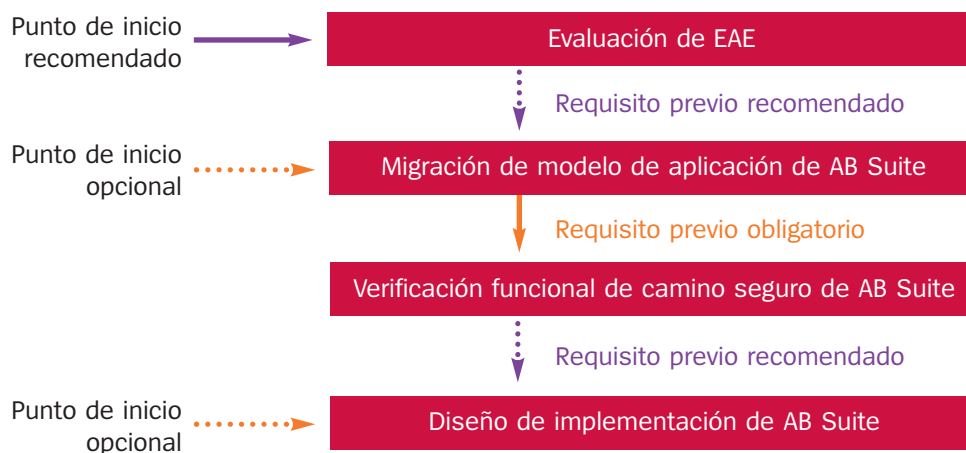 Punto de inicio
recomendado
Evaluación de EAE
Requisito previo recomendado
Punto de inicio
opcional
Migración de modelo de aplicación de AB Suite
Requisito previo obligatorio
Verificación funcional de camino seguro de AB Suite
Requisito previo recomendado
Punto de inicio
opcional
Diseño de implementación de AB Suite